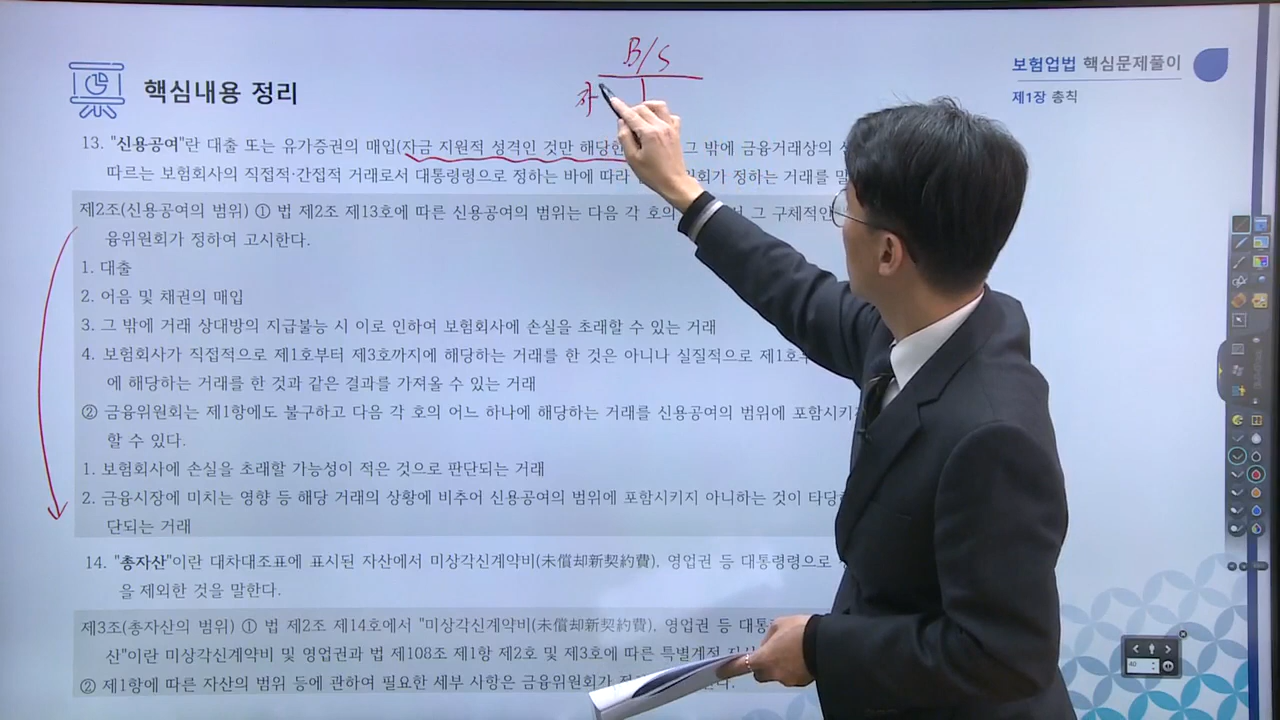 B/S
자
핵심내용 정리
보험업법 핵심문제풀이
제1장 총칙
13. "신용공여"란 대출 또는 유가증권의 매입(자금 지원적 성격인 것만 해당한 그 밖에 금융거래상의
따르는 보험회사의 직접적·간접적 거래로서 대통령령으로 정하는 바에 따라 회가 정하는 거래를 말
제2조(신용공여의 범위) ① 법 제2조 제13호에 따른 신용공여의 범위는 다음 각 호의 그 구체적인
융위원회가 정하여 고시한다.
1. 대출
2. 어음 및 채권의 매입
3. 그 밖에 거래 상대방의 지급불능 시 이로 인하여 보험회사에 손실을 초래할 수 있는 거래
4. 보험회사가 직접적으로 제1호부터 제3호까지에 해당하는 거래를 한 것은 아니나 실질적으로 제1호
에 해당하는 거래를 한 것과 같은 결과를 가져올 수 있는 거래
② 금융위원회는 제1항에도 불구하고 다음 각 호의 어느 하나에 해당하는 거래를 신용공여의 범위에 포함시키
할 수 있다.
1. 보험회사에 손실을 초래할 가능성이 적은 것으로 판단되는 거래
2. 금융시장에 미치는 영향 등 해당 거래의 상황에 비추어 신용공여의 범위에 포함시키지 아니하는 것이 타당
단되는 거래
14. "총자산"이란 대차대조표에 표시된 자산에서 미상각신계약비(未償却新契約費), 영업권 등 대통령령으로
을 제외한 것을 말한다.
제3조(총자산의 범위) ① 법 제2조 제14호에서 "미상각신계약비(未償却新契約費), 영업권 등 대통
산"이란 미상각신계약비 및 영업권과 법 제108조 제1항 제2호 및 제3호에 따른 특별계정
② 제1항에 따른 자산의 범위 등에 관하여 필요한 세부 사항은 금융위원회가 다.
40